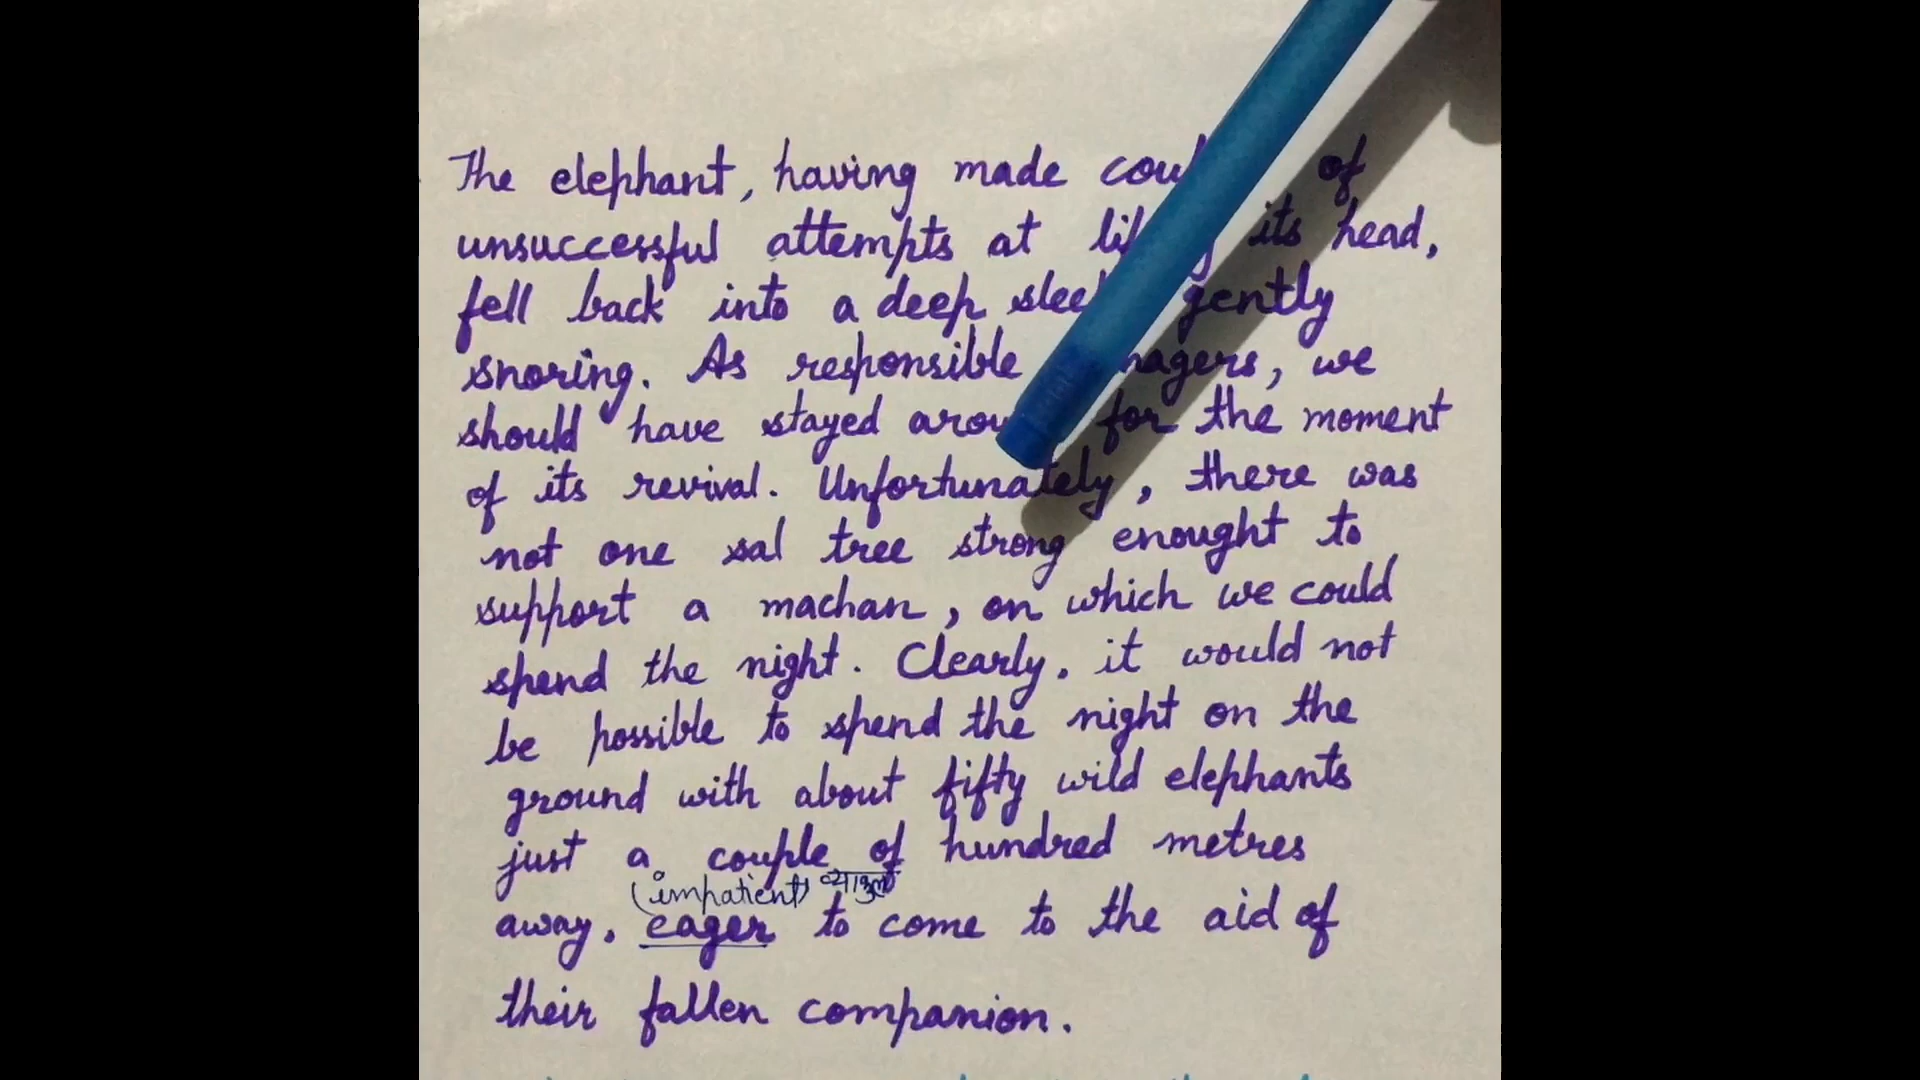 The elephant, having made of
unsuccessful attempts at its head,
fell back into a deep gently
snoring. As responsible we
should have stayed for the moment
of its revival. Unfortunately, there was
not one sal tree strong enought to
support a machan, on which we could
spend the night. Clearly, it would not
be possible to spend the night on the
ground with about fifty wild elephants
just a couple of hundred metres
(impatient)
away, eager to come to the aid of
their fallen companion.